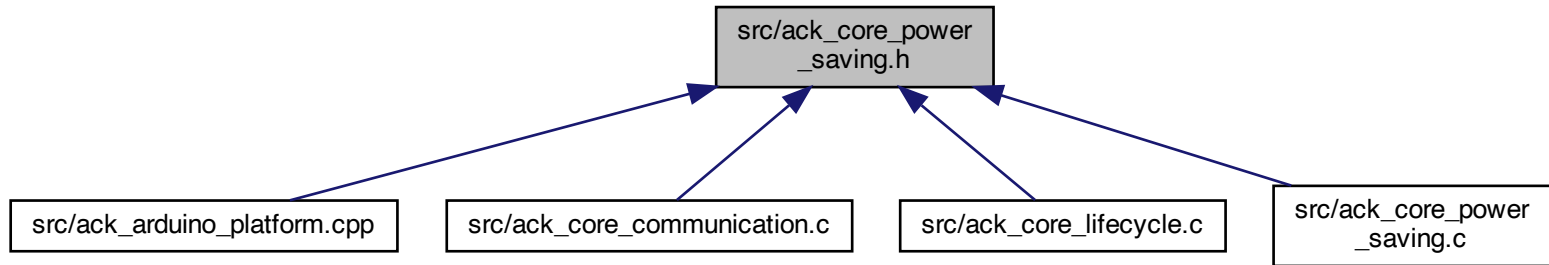 src/ack_core_power
_saving.h
src/ack_arduino_platform.cpp
src/ack_core_communication.c
src/ack_core_lifecycle.c
src/ack_core_power
_saving.c